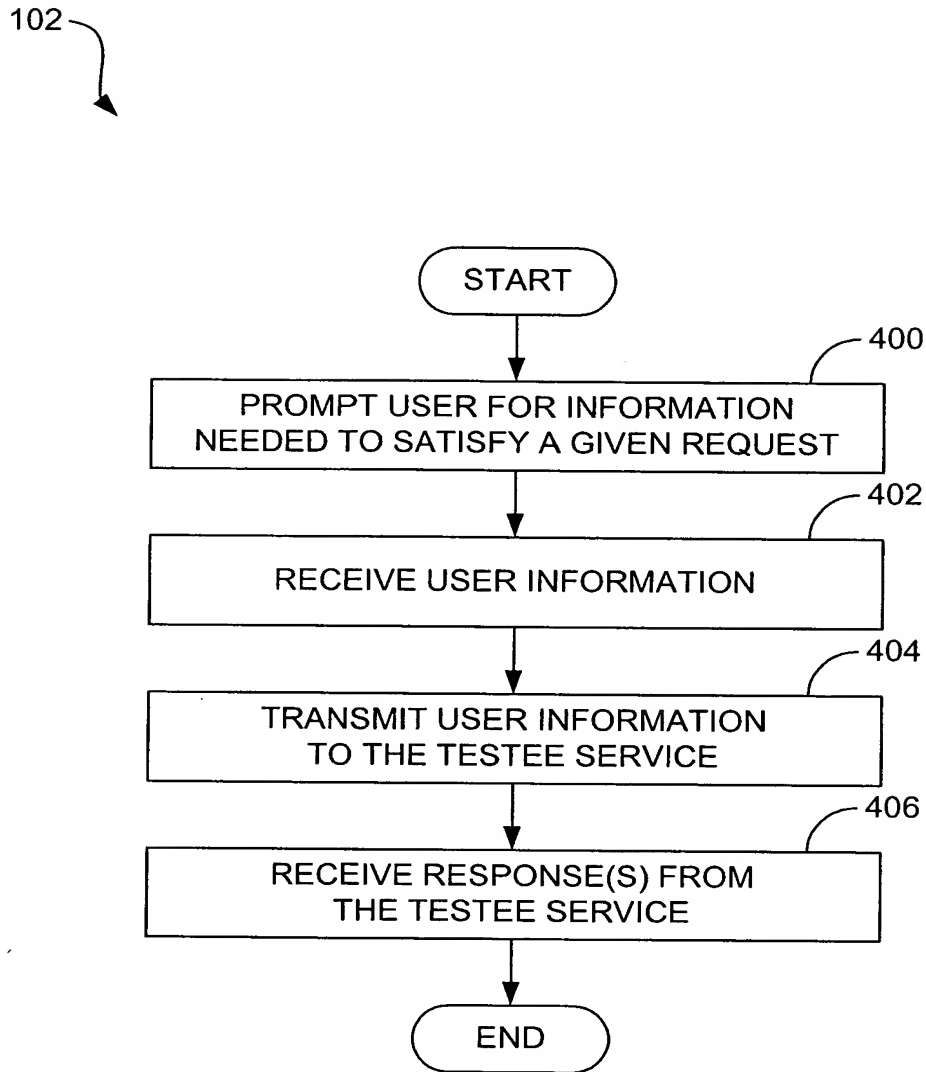 102
START
400
PROMPT USER FOR INFORMATION
NEEDED TO SATISFY A GIVEN REQUEST
402
RECEIVE USER INFORMATION
404
TRANSMIT USER INFORMATION
TO THE TESTEE SERVICE
406
RECEIVE RESPONSE(S) FROM
THE TESTEE SERVICE
END